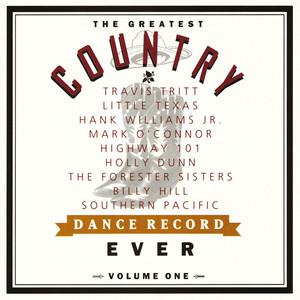 THE GREATEST
COUNTRY
TRAVIS TRITT
LITTLE TEXAS
HANK WILLIAMS JR.
MARK O'CONNOR
HIGHWAY 101
HOLLY DUNN
THE FORESTER SISTERS
BILLY HILL
SOUTHERN PACIFIC
DANCE RECORD
EVER
VOLUME ONE